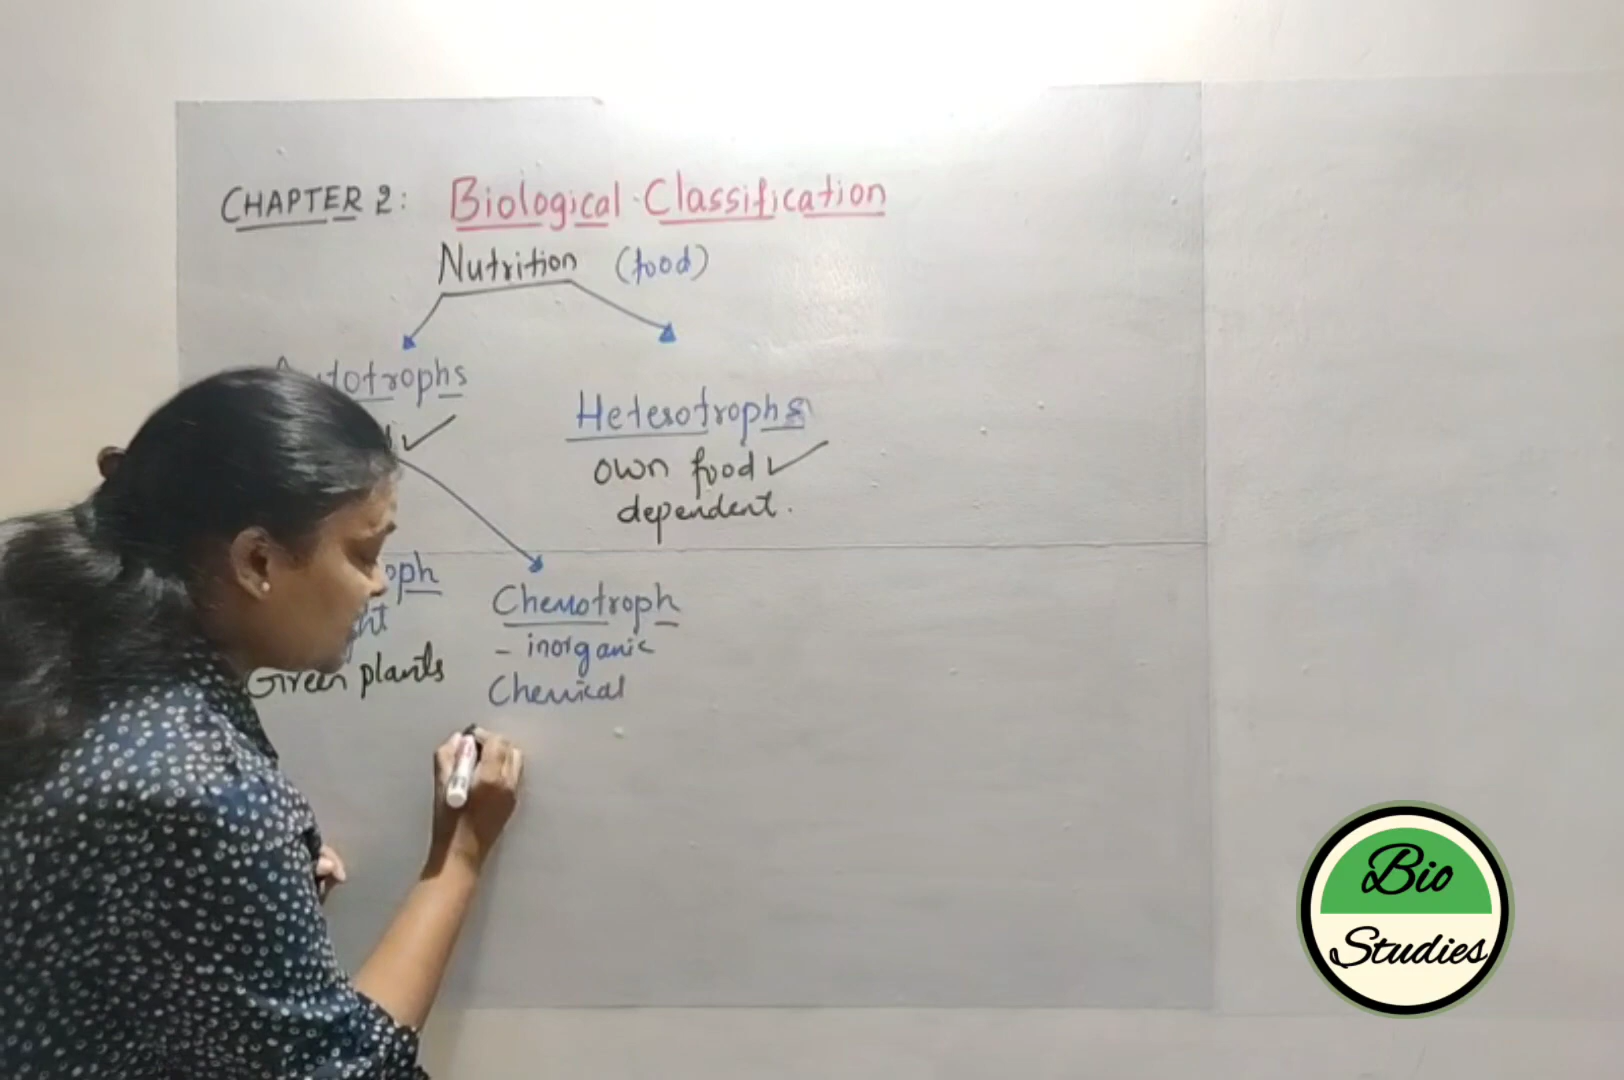 CHAPTER 2: Biological Classification
Nutrition (food)
Heterotrophs
own food ✓
dependent.
Chemotroph
- inorganic
Chemical
Green plants
Bio
Studies